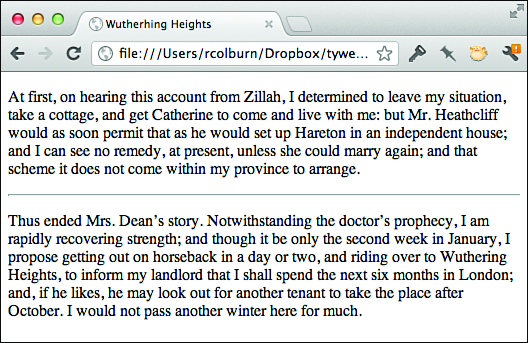 Wutherhing Heights
file:///Users/rcolburn/Dropbox/tywe...
At first, on hearing this account from Zillah, I determined to leave my situation,
take a cottage, and get Catherine to come and live with me: but Mr. Heathcliff
would as soon permit that as he would set up Hareton in an independent house;
and I can see no remedy, at present, unless she could marry again; and that
scheme it does not come within my province to arrange.
Thus ended Mrs. Dean’s story. Notwithstanding the doctor’s prophecy, I am
rapidly recovering strength; and though it be only the second week in January, I
propose getting out on horseback in a day or two, and riding over to Wuthering
Heights, to inform my landlord that I shall spend the next six months in London;
and, if he likes, he may look out for another tenant to take the place after
October. I would not pass another winter here for much.